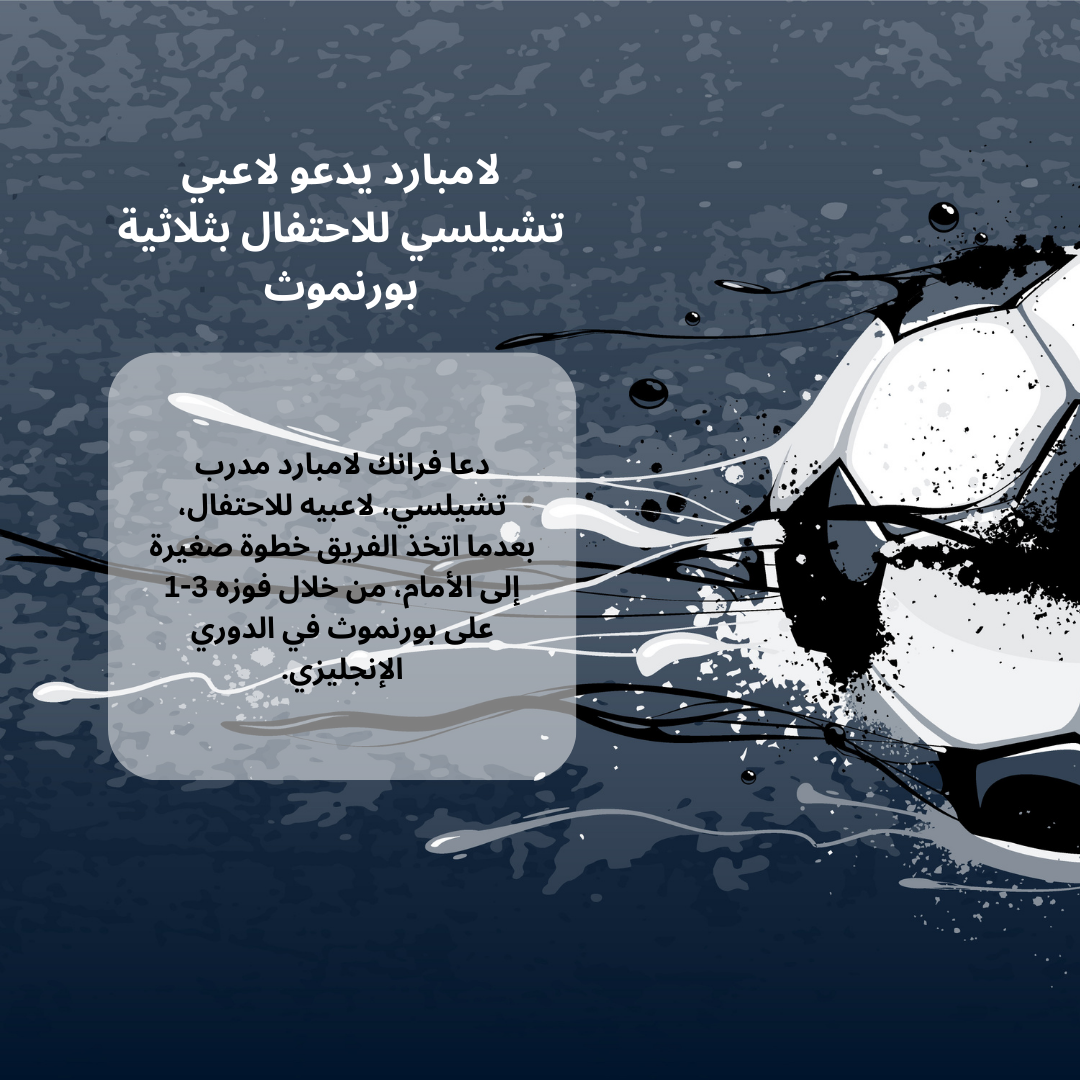 لامبارد يدعو لاعبي
تشيلسي للاحتفال بثلاثية
بورنموث
دعا فرانك لامبارد مدرب
تشيلسي، لاعبيه للاحتفال،
بعدما اتخذ الفريق خطوة صغيرة
إلى الأمام، من خلال فوزه 3-1
على بورنموث في الدوري
الإنجليزي.